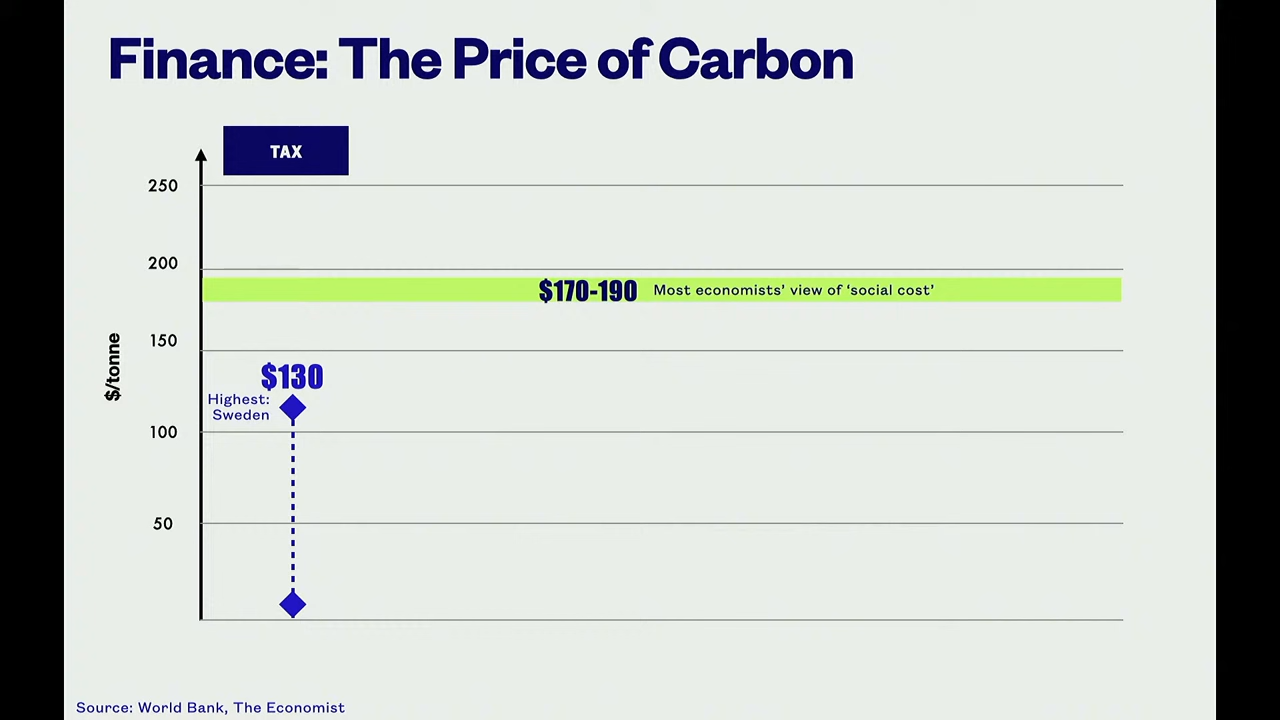 Finance: The Price of Carbon
TAX
250
200
$170-190 Most economists’ view of ‘social cost’
150
$/tonne
$130
Highest:
Sweden
100
50
Source: World Bank, The Economist